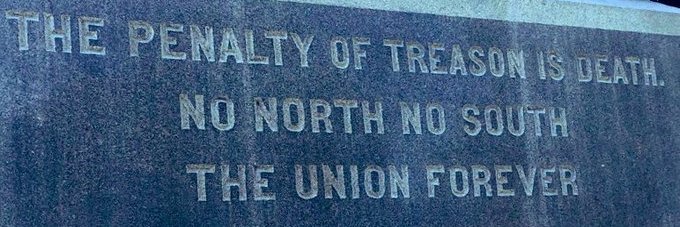 THE PENALTY OF TREASON IS DEATH.
NO NORTH NO SOUTH
THE UNION FOREVER